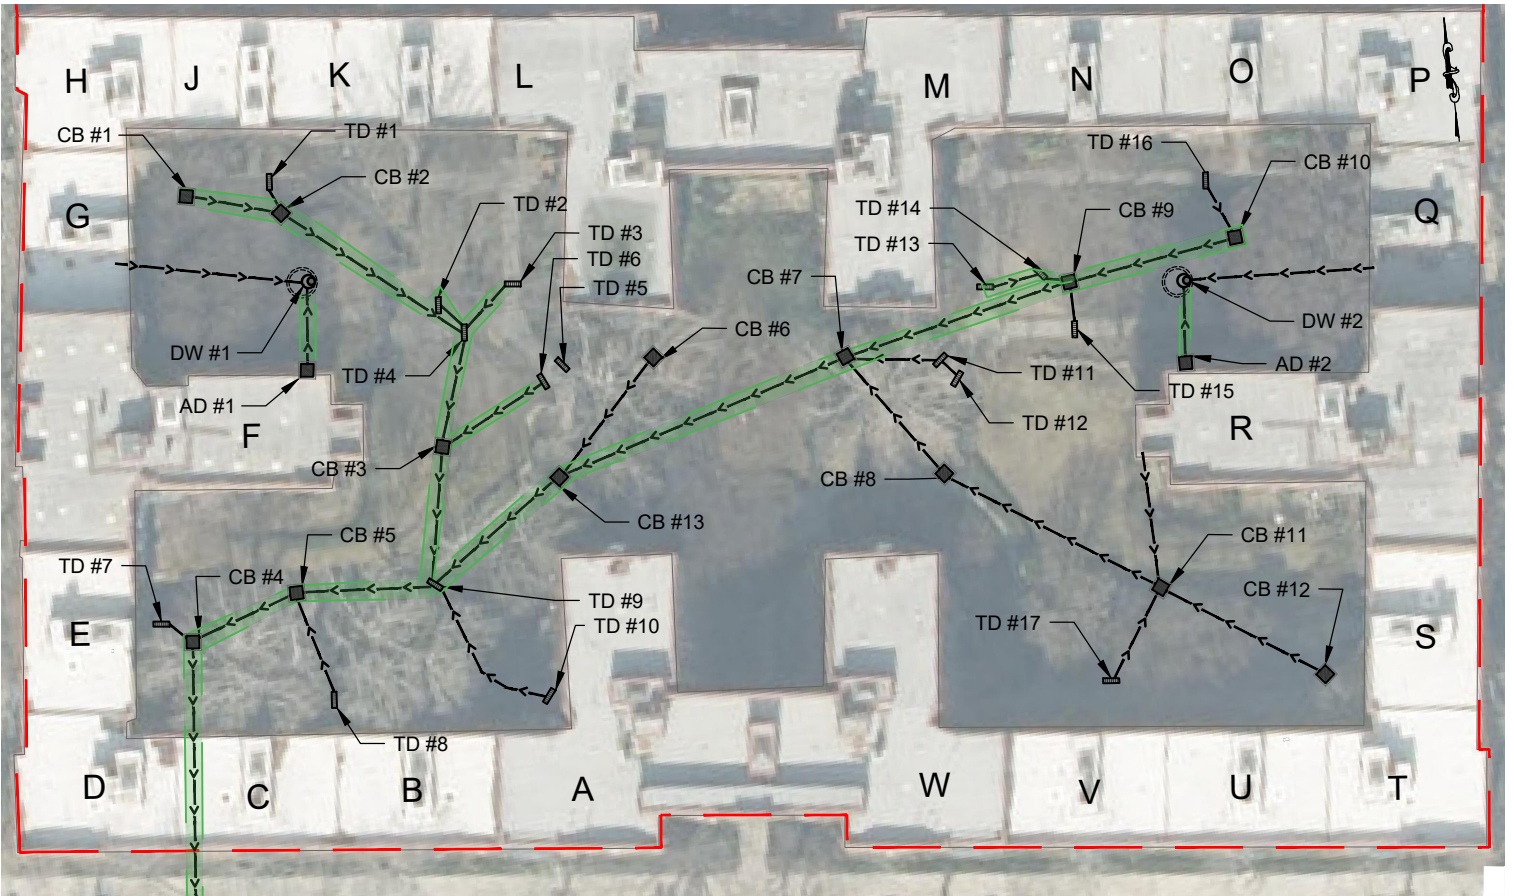 H
J
K
L
M
N
O
P
CB #1
TD #1
TD #16
CB #10
CB #2
G
TD #2
TD #14
CB #9
Q
TD #3
TD #13
TD #6
CB #7
TD #5
DW #1
CB #6
DW #2
TD #4
TD #11
AD #2
TD #15
AD #1
TD #12
F
R
CB #3
CB #8
CB #13
CB #5
CB #11
TD #7
CB #4
CB #12
TD #9
E
TD #10
TD #17
S
TD #8
D
C
B
A
W
V
U
T